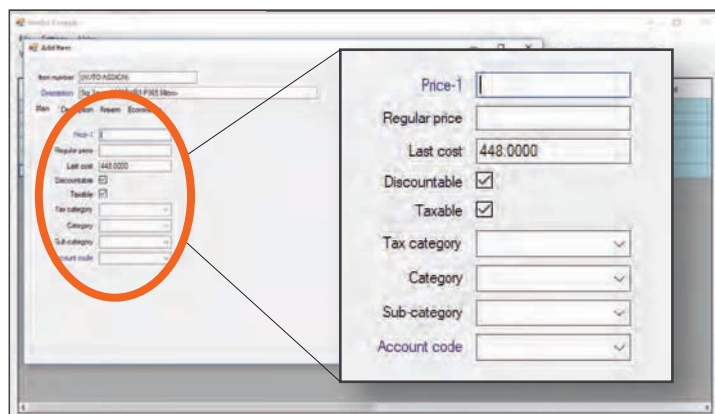 Add Item
Item number
Description
Main Description Firearm
Price-1
Regular price
Last cost 448.0000
Discountable
Taxable
Tax category
Category
Sub-category
Account code
Price-1
Regular price
Last cost 448.0000
Discountable
Taxable
Tax category
Category
Sub-category
Account code